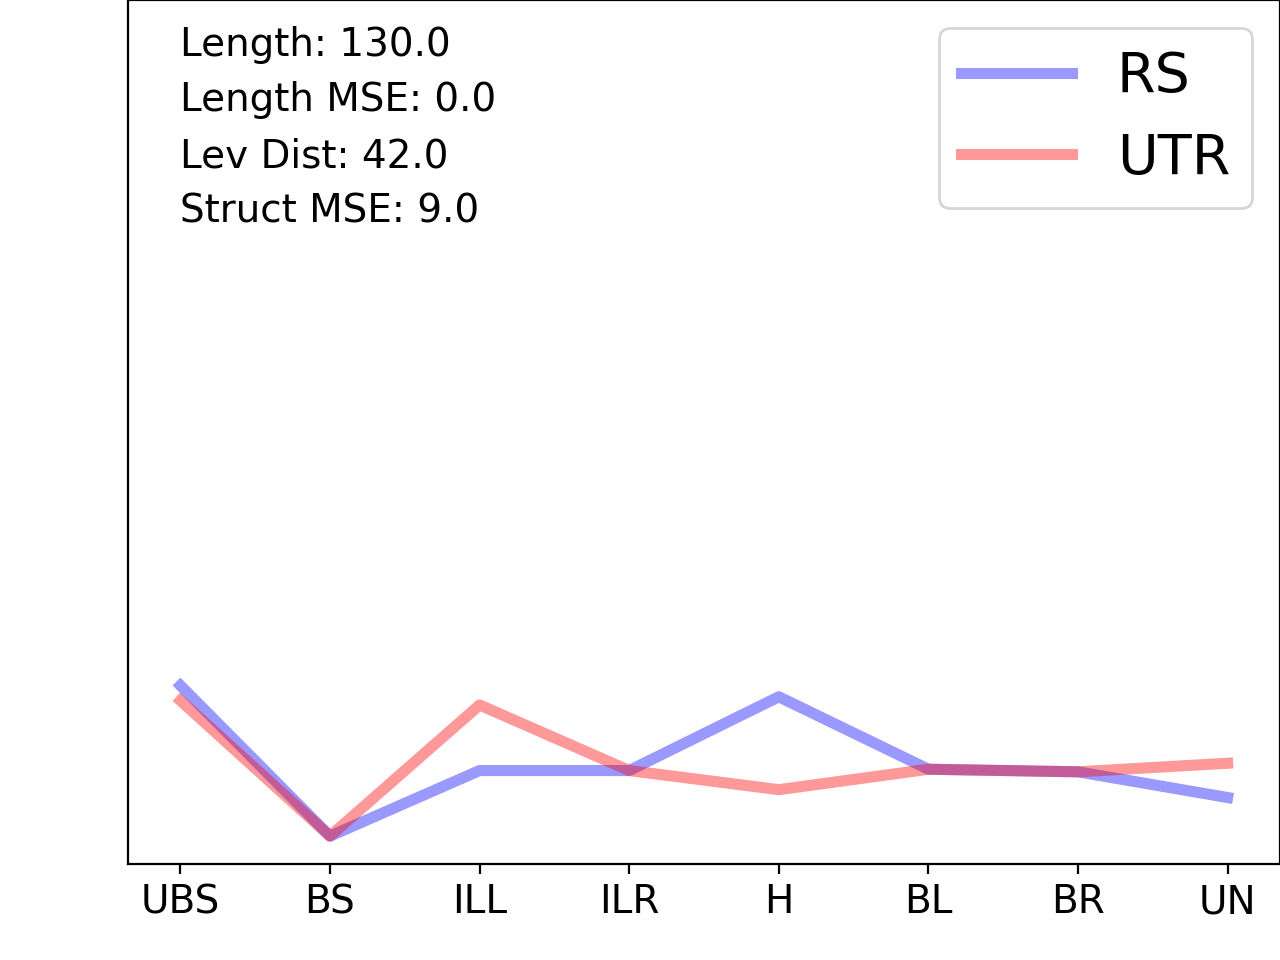 Length: 130.0
Length MSE: 0.0
Lev Dist: 42.0
Struct MSE: 9.0
RS
UTR
UBS BS ILL ILR H BL BR UN